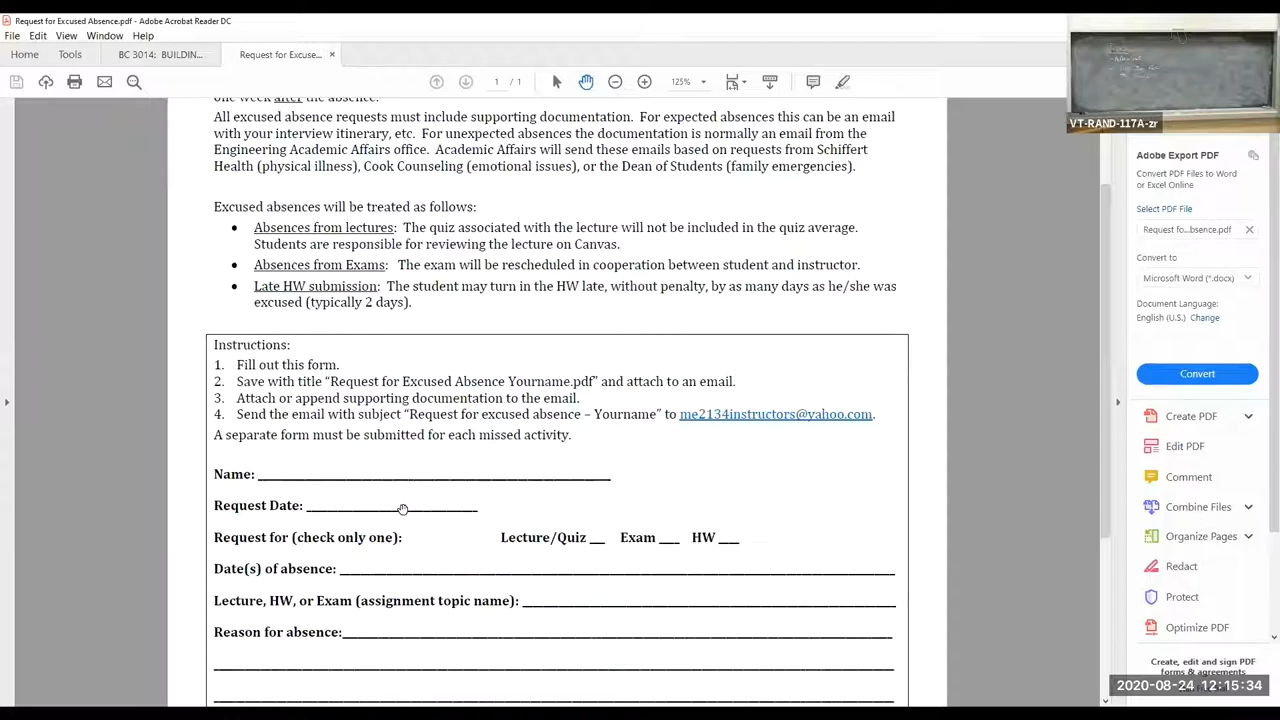 Request for Excused Absence.pdf - Adobe Acrobat Reader DC
File Edit View Window Help
Home Tools BC 3014: BUILDIN... Request for Excuse... ×
1 / 1 125%
VT-RAND-117A-zr
one week after the absence.
All excused absence requests must include supporting documentation. For expected absences this can be an email
with your interview itinerary, etc. For unexpected absences the documentation is normally an email from the
Engineering Academic Affairs office. Academic Affairs will send these emails based on requests from Schiffert
Health (physical illness), Cook Counseling (emotional issues), or the Dean of Students (family emergencies).
Excused absences will be treated as follows:
• Absences from lectures: The quiz associated with the lecture will not be included in the quiz average.
Students are responsible for reviewing the lecture on Canvas.
• Absences from Exams: The exam will be rescheduled in cooperation between student and instructor.
• Late HW submission: The student may turn in the HW late, without penalty, by as many days as he/she was
excused (typically 2 days).
Instructions:
1. Fill out this form.
2. Save with title “Request for Excused Absence Yourname.pdf” and attach to an email.
3. Attach or append supporting documentation to the email.
4. Send the email with subject “Request for excused absence – Yourname” to me2134instructors@yahoo.com.
A separate form must be submitted for each missed activity.
Name: ____
Request Date: ____
Request for (check only one): Lecture/Quiz __ Exam ___ HW ___
Date(s) of absence: ____
Lecture, HW, or Exam (assignment topic name): ____
Reason for absence:____
Adobe Export PDF
Convert PDF Files to Word
or Excel Online
Select PDF File
Request fo...bsence.pdf ×
Convert to
Microsoft Word (*.docx)
Document Language:
English (U.S.) Change
Convert
Create PDF
Edit PDF
Comment
Combine Files
Organize Pages
Redact
Protect
Optimize PDF
Create, edit and sign PDF
forms & agreements
2020-08-24 12:15:34